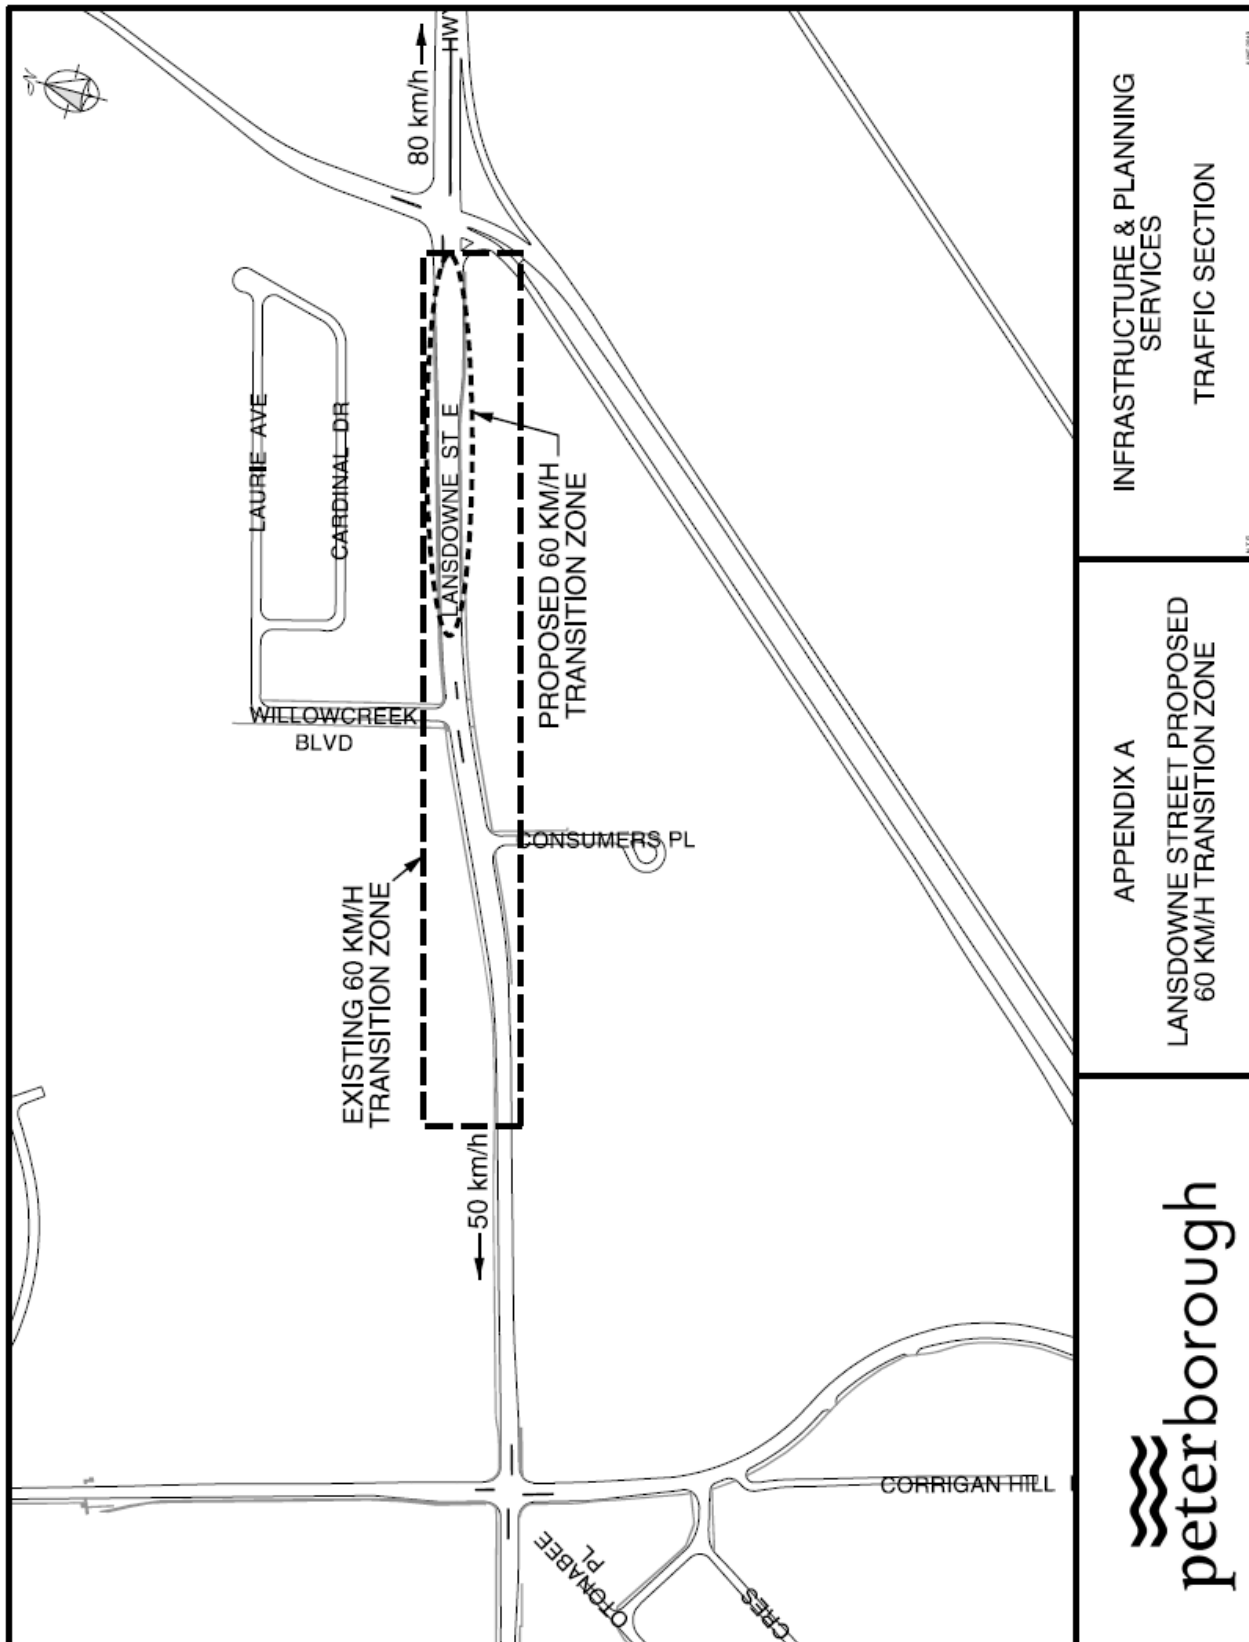 80 km/h
HW
LAURIE AVE
CARDINAL DR
LANSDOWNE ST E
PROPOSED 60 KM/H
TRANSITION ZONE
WILLOWCREEK
BLVD
CONSUMERS PL
EXISTING 60 KM/H
TRANSITION ZONE
50 km/h
CORRIGAN HILL
OTONABEE
PL
CRES
N
INFRASTRUCTURE & PLANNING
SERVICES
TRAFFIC SECTION
APPENDIX A
LANSDOWNE STREET PROPOSED
60 KM/H TRANSITION ZONE
peterborough